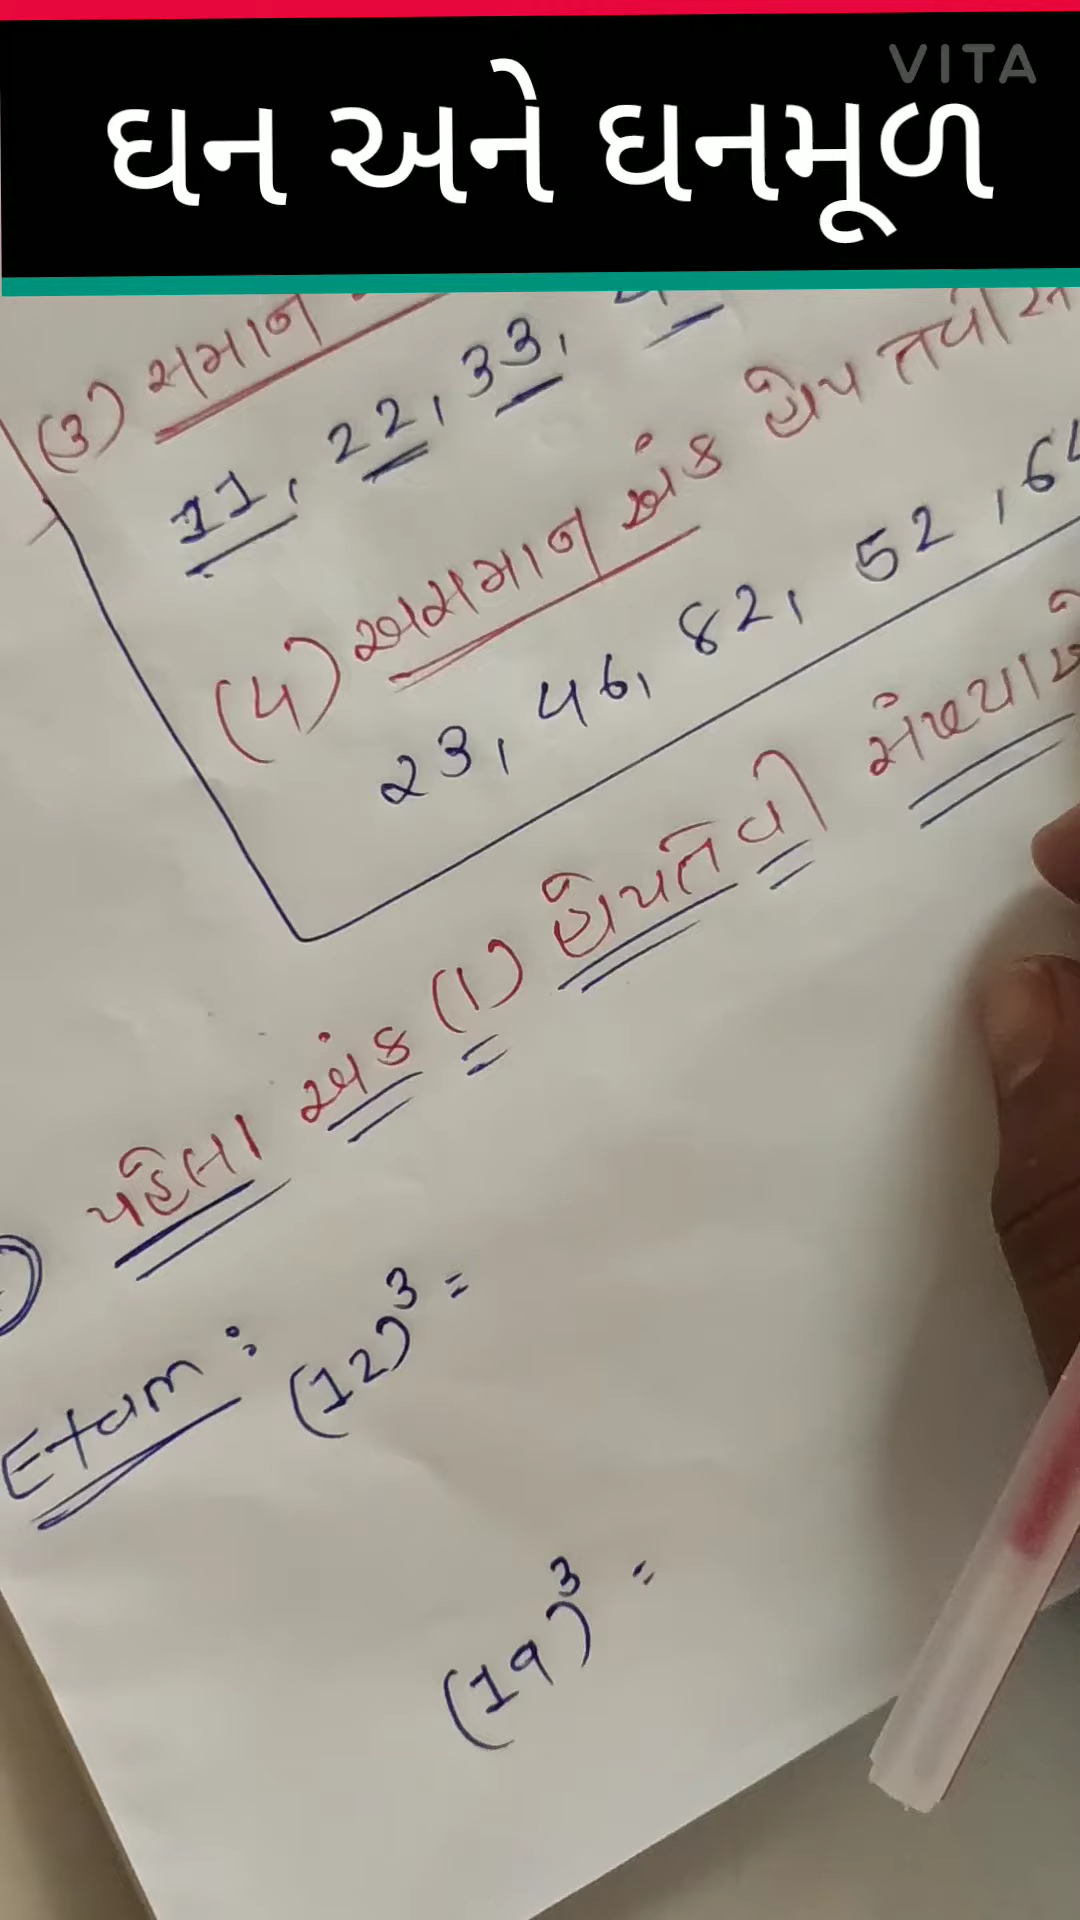 VITA
ઘન અને ઘનમૂળ
(3) સમાન
11, 22, 33,
(4) અસમાન અંક હોય તેવી
23, 46, 82, 52, 64
પહેલા અંક (1) હોય તેવી
Exam : (12)³ =
(19)³ =